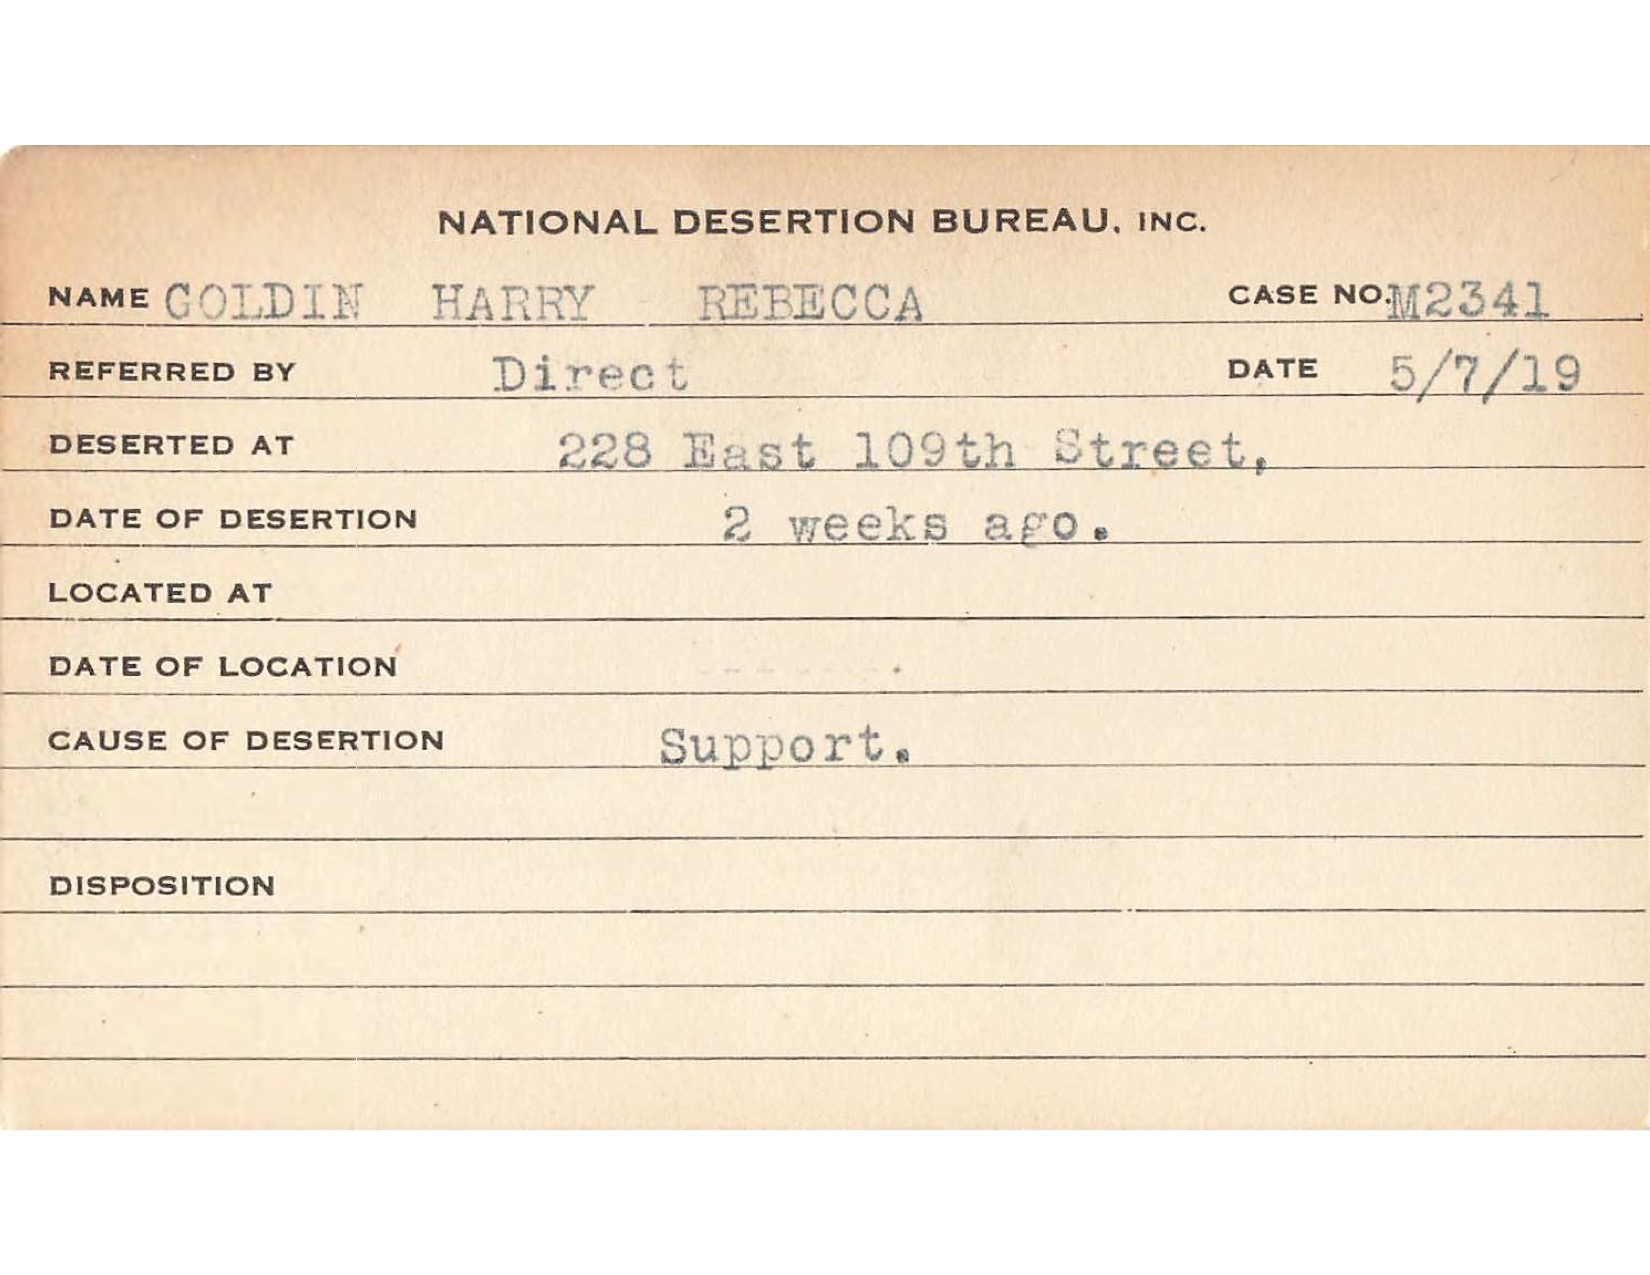 NATIONAL DESERTION BUREAU, INC.
NAME GOLDIN HARRY REBECCA CASE NO. M2341
REFERRED BY Direct DATE 5/7/19
DESERTED AT 228 East 109th Street,
DATE OF DESERTION 2 weeks ago.
LOCATED AT
DATE OF LOCATION
CAUSE OF DESERTION Support.
DISPOSITION